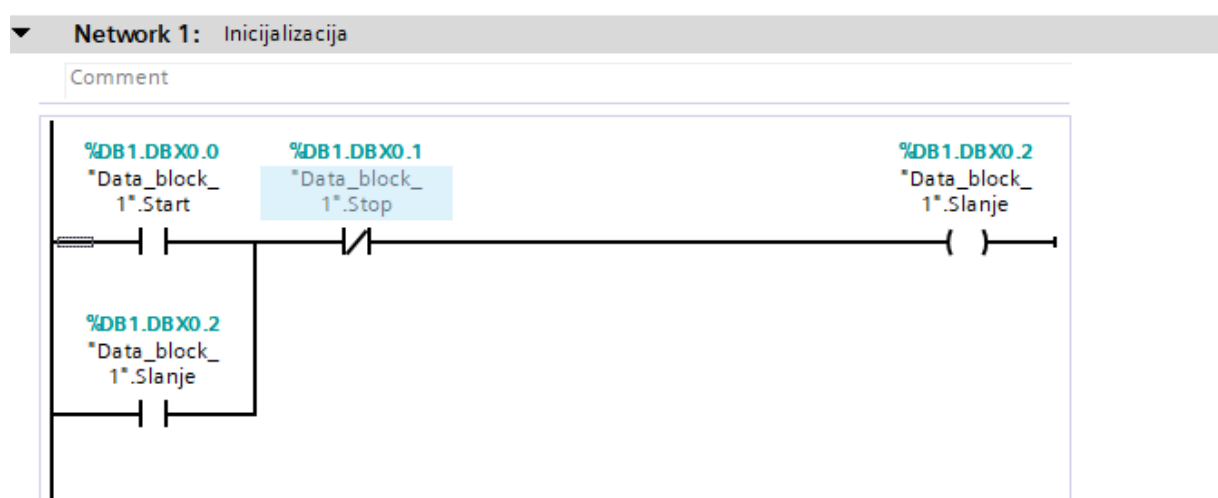 Network 1: Inicijalizacija
Comment
%DB1.DBX0.0 %DB1.DBX0.1 %DB1.DBX0.2
"Data_block_ "Data_block_ "Data_block_
1".Start 1".Stop 1".Slanje
%DB1.DBX0.2
"Data_block_
1".Slanje